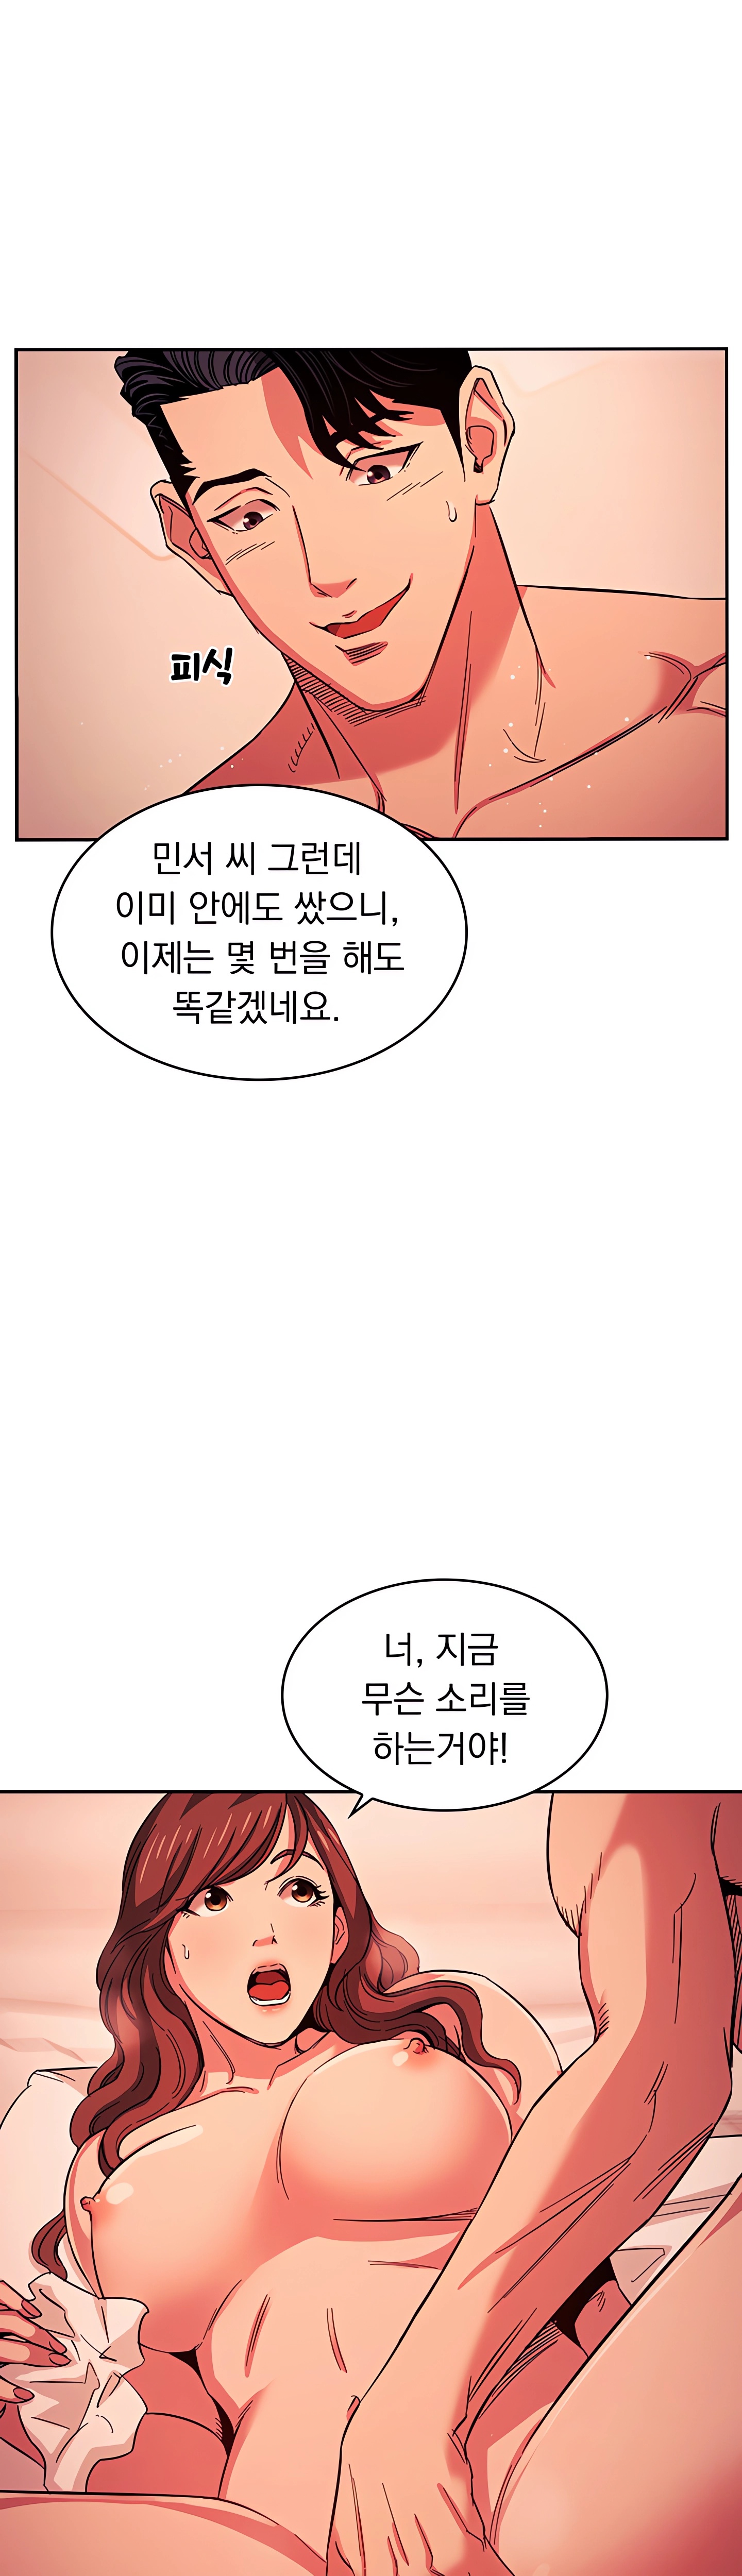 피식
민서 씨 그런데
이미 안에도 쌌으니,
이제는 몇 번을 해도
똑같겠네요.
너, 지금
무슨 소리를
하는거야!